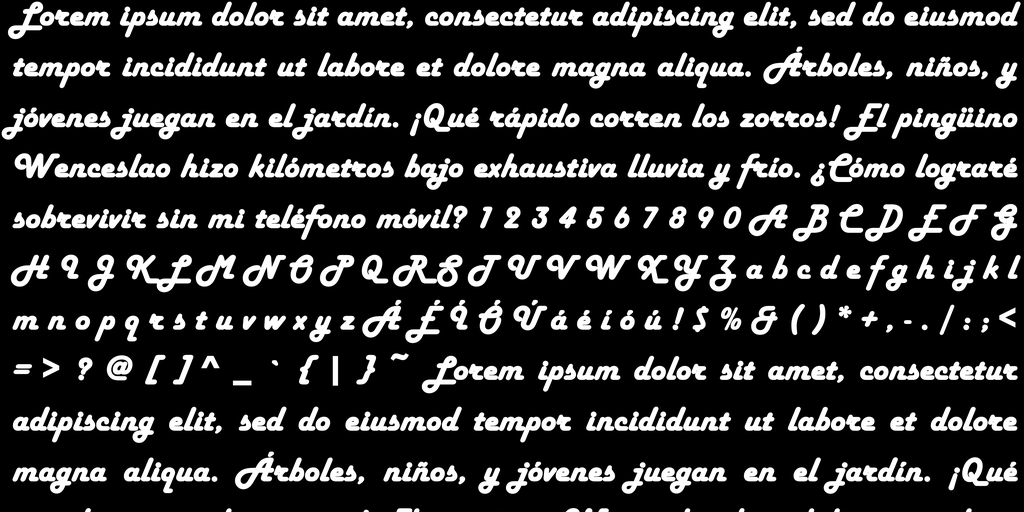 Lorem ipsum dolor sit amet, consectetur adipiscing elit, sed do eiusmod
tempor incididunt ut labore et dolore magna aliqua. Árboles, niños, y
jóvenes juegan en el jardín. ¡Qué rápido corren los zorros! El pingüino
Wenceslao hizo kilómetros bajo exhaustiva lluvia y frío. ¿Cómo lograré
sobrevivir sin mi teléfono móvil? 1 2 3 4 5 6 7 8 9 0 A B C D E F G
H I J K L M N O P Q R S T U V W X Y Z a b c d e f g h i j k l
m n o p q r s t u v w x y z Á É Í Ó Ú á é í ó ú ! $ % & ( ) * + , - . / : ; <
= > ? @ [ ] ^ _ ` { | } ~ Lorem ipsum dolor sit amet, consectetur
adipiscing elit, sed do eiusmod tempor incididunt ut labore et dolore
magna aliqua. Árboles, niños, y jóvenes juegan en el jardín. ¡Qué